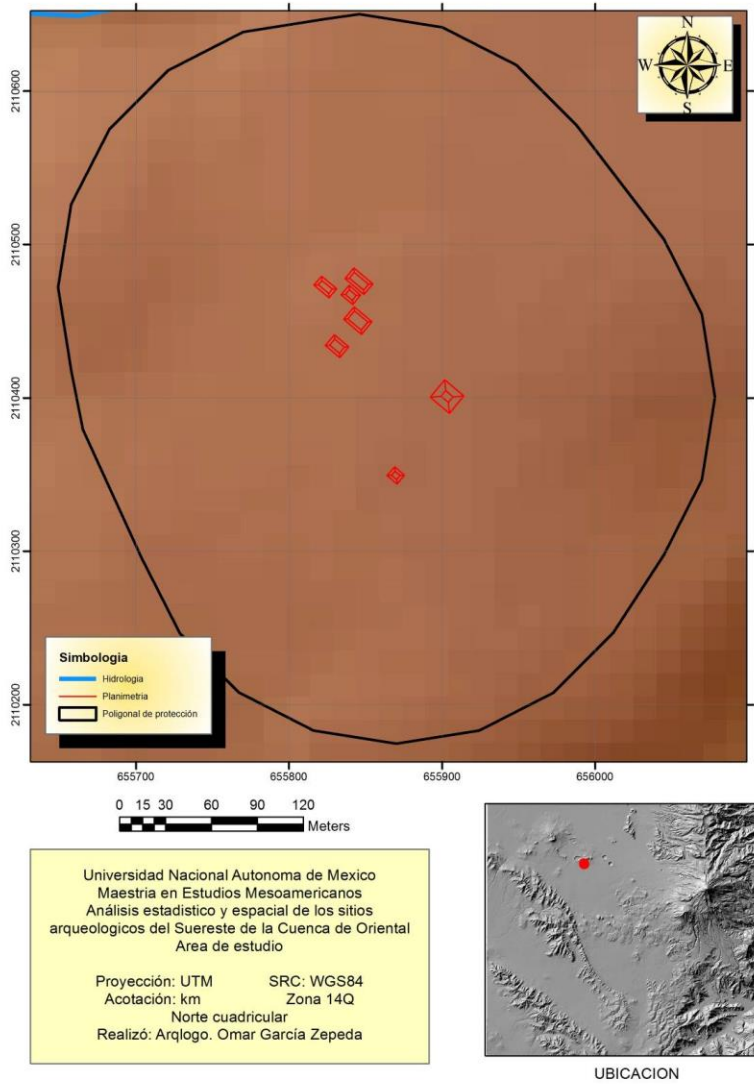 N
W E
S
2110600
2110500
2110400
2110300
2110200
Simbologia
Hidrologia
Planimetria
Poligonal de protección
655700 655800 655900 656000
0 15 30 60 90 120
Meters
Universidad Nacional Autonoma de Mexico
Maestria en Estudios Mesoamericanos
Análisis estadistico y espacial de los sitios
arqueologicos del Suereste de la Cuenca de Oriental
Area de estudio
Proyección: UTM SRC: WGS84
Acotación: km Zona 14Q
Norte cuadricular
Realizó: Arqlogo. Omar García Zepeda
UBICACION